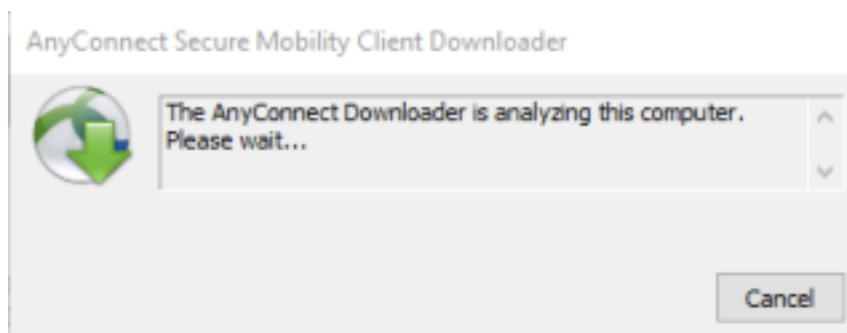 AnyConnect Secure Mobility Client Downloader
The AnyConnect Downloader is analyzing this computer.
Please wait...
Cancel